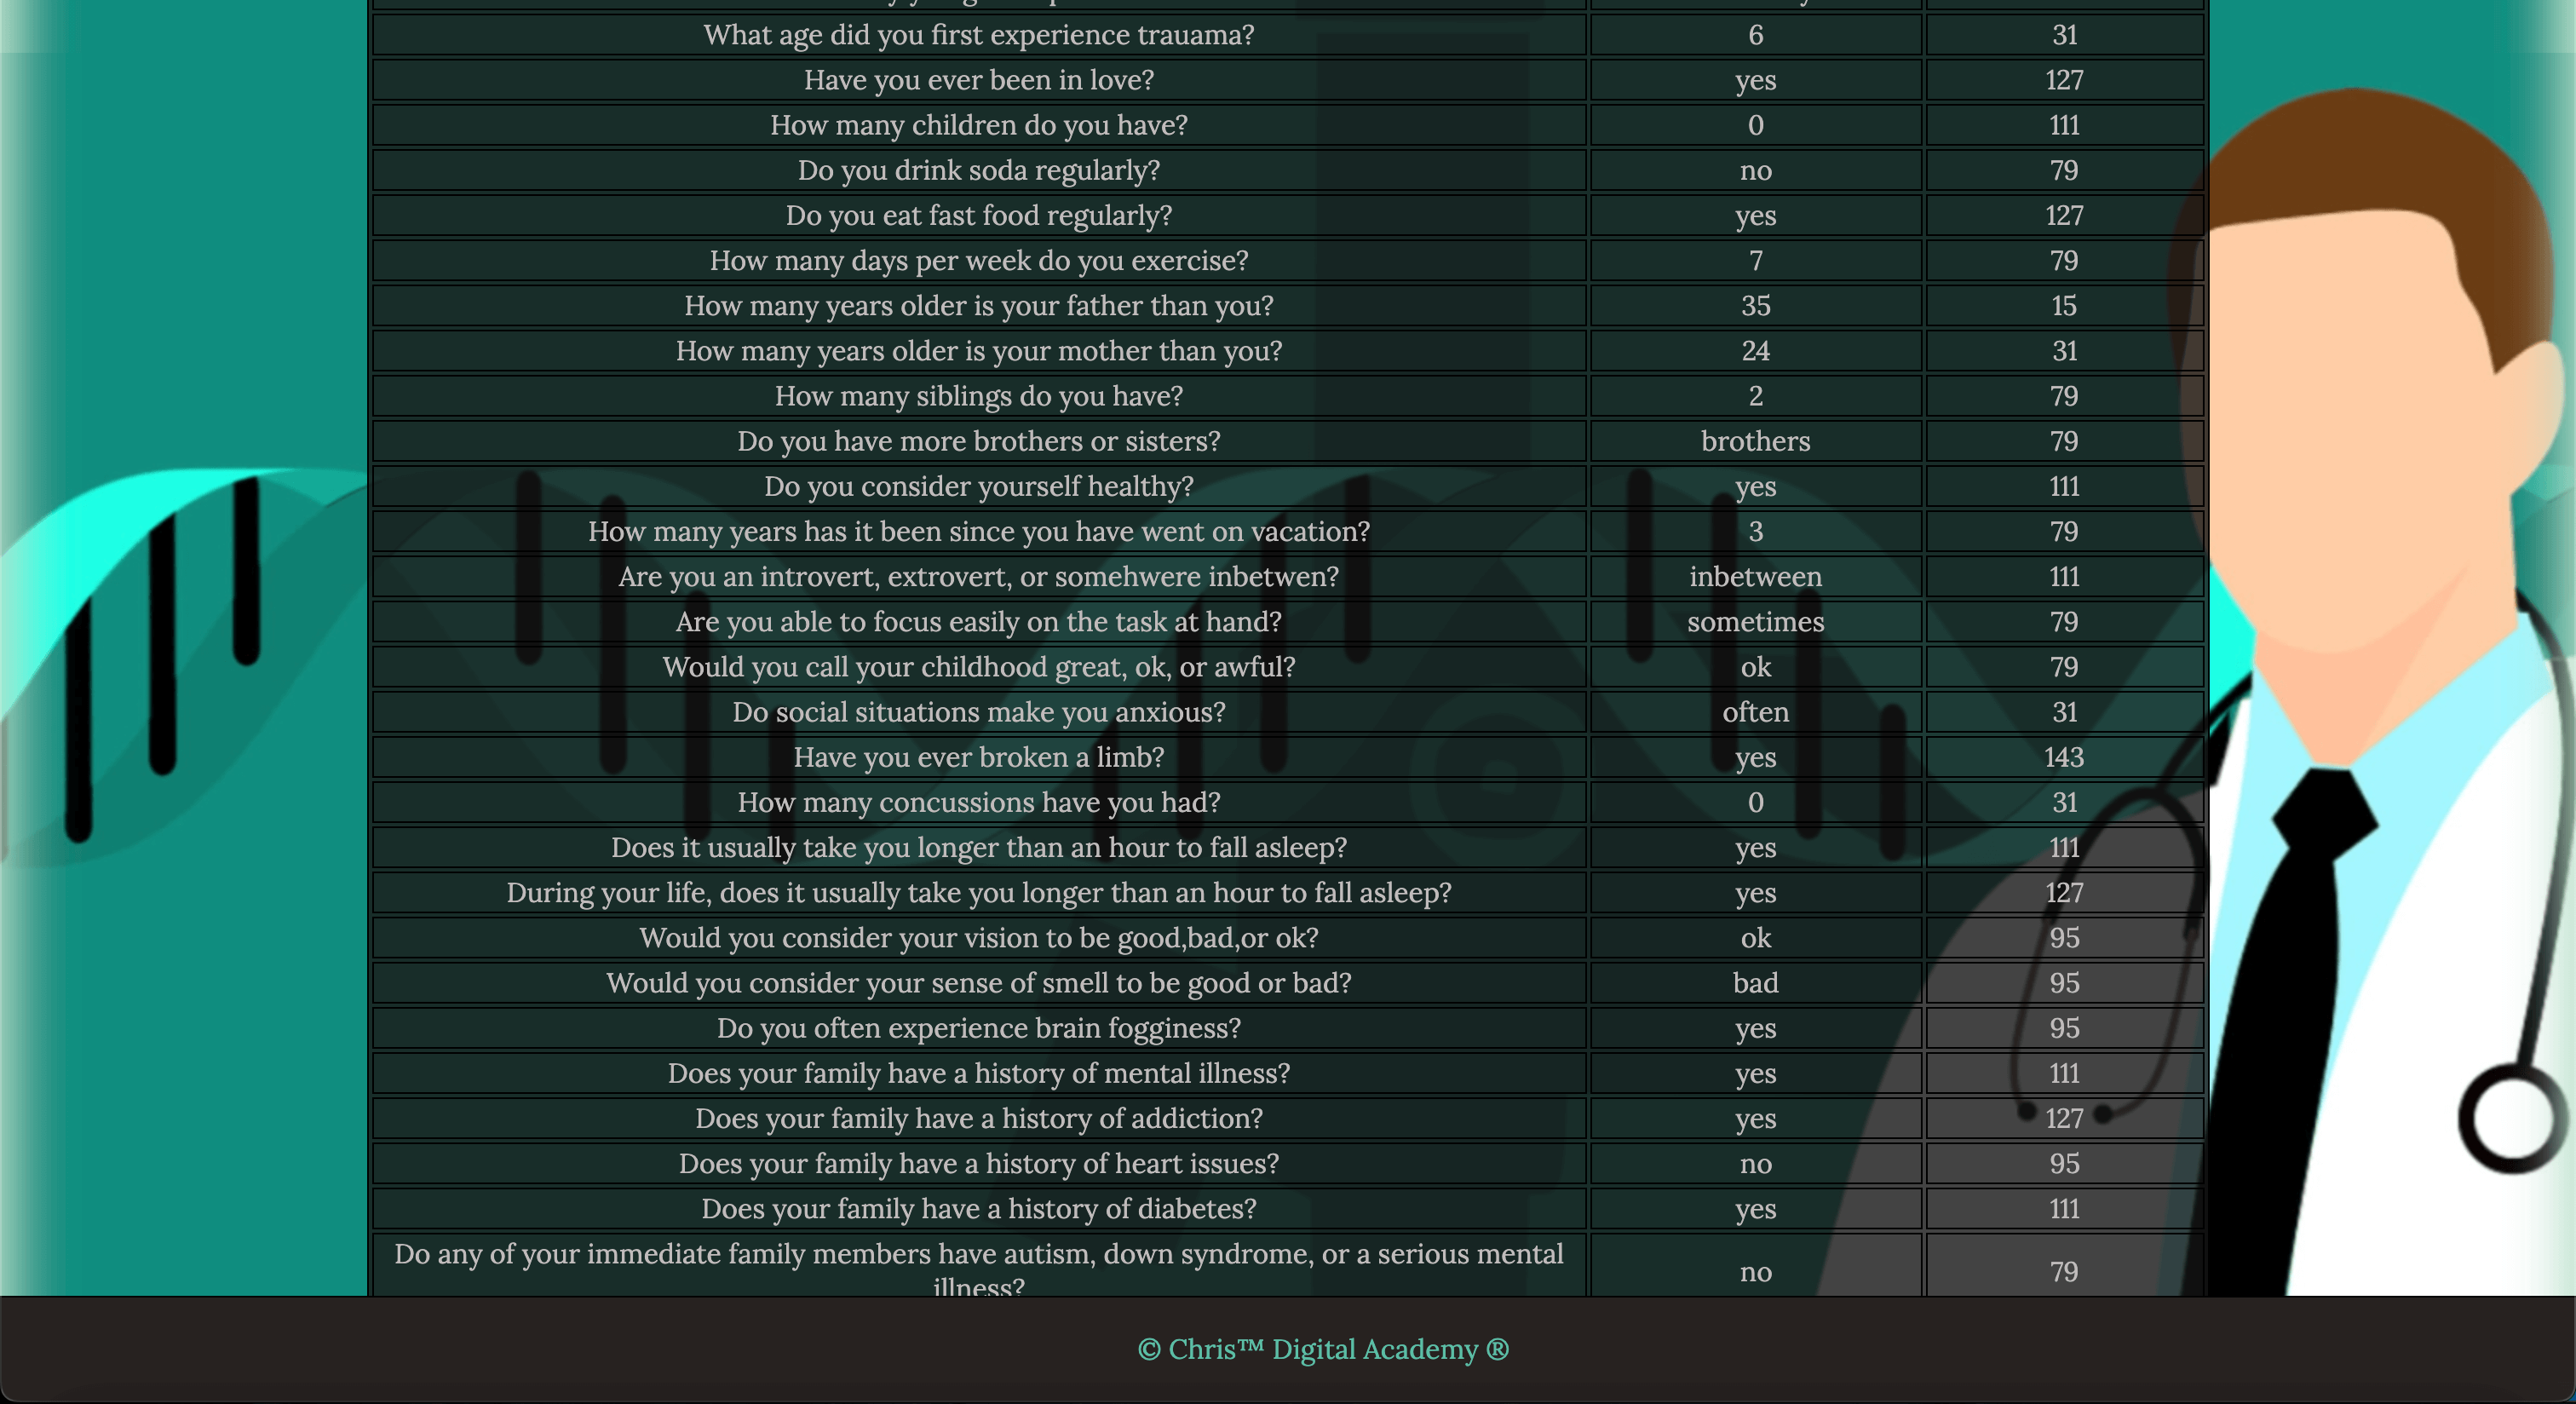 What age did you first experience trauama? 6 31
Have you ever been in love? yes 127
How many children do you have? 0 111
Do you drink soda regularly? no 79
Do you eat fast food regularly? yes 127
How many days per week do you exercise? 7 79
How many years older is your father than you? 35 15
How many years older is your mother than you? 24 31
How many siblings do you have? 2 79
Do you have more brothers or sisters? brothers 79
Do you consider yourself healthy? yes 111
How many years has it been since you have went on vacation? 3 79
Are you an introvert, extrovert, or somehwere inbetwen? inbetween 111
Are you able to focus easily on the task at hand? sometimes 79
Would you call your childhood great, ok, or awful? ok 79
Do social situations make you anxious? often 31
Have you ever broken a limb? yes 143
How many concussions have you had? 0 31
Does it usually take you longer than an hour to fall asleep? yes 111
During your life, does it usually take you longer than an hour to fall asleep? yes 127
Would you consider your vision to be good,bad,or ok? ok 95
Would you consider your sense of smell to be good or bad? bad 95
Do you often experience brain fogginess? yes 95
Does your family have a history of mental illness? yes 111
Does your family have a history of addiction? yes 127
Does your family have a history of heart issues? no 95
Does your family have a history of diabetes? yes 111
Do any of your immediate family members have autism, down syndrome, or a serious mental
illness? no 79
© Chris™ Digital Academy ®